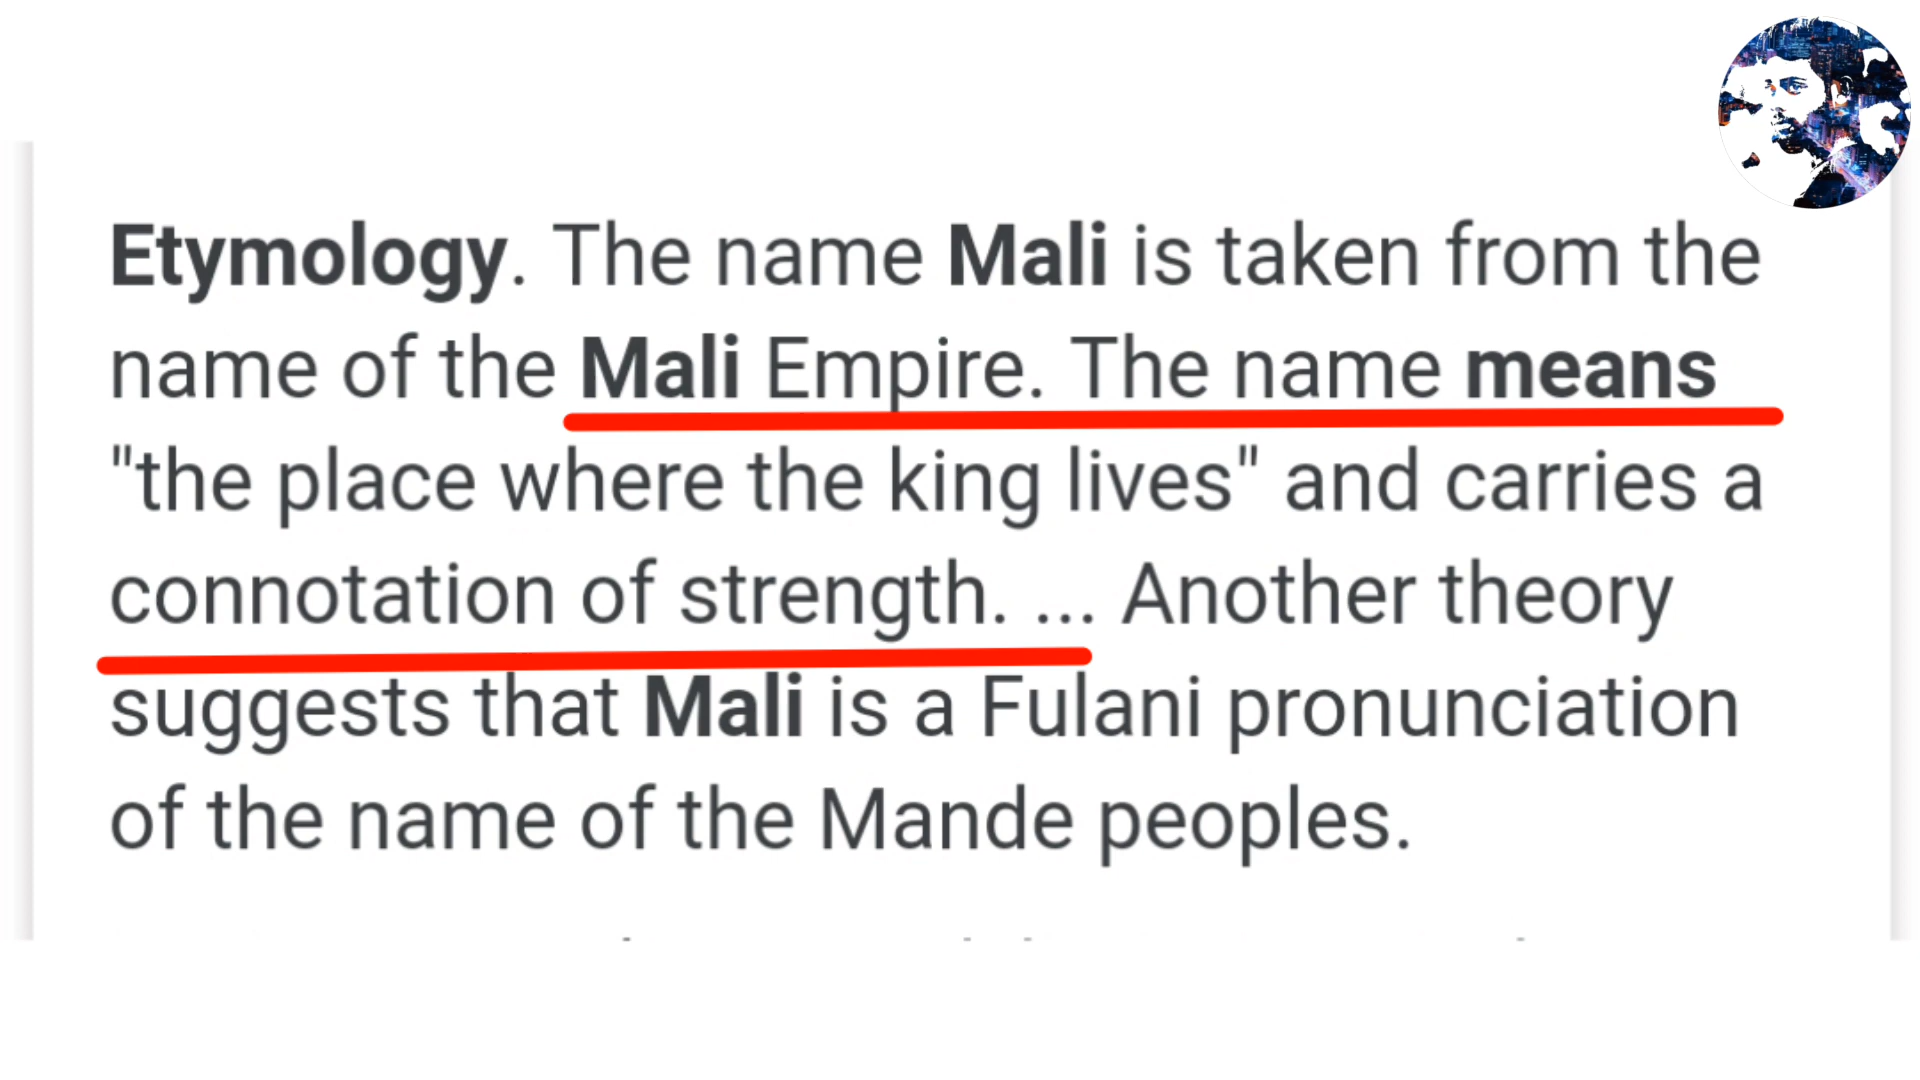 Etymology. The name Mali is taken from the
name of the Mali Empire. The name means
"the place where the king lives" and carries a
connotation of strength. ... Another theory
suggests that Mali is a Fulani pronunciation
of the name of the Mande peoples.